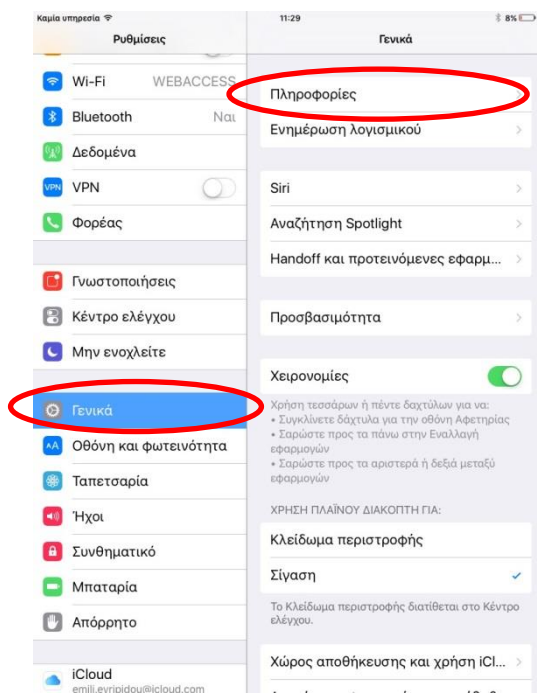 Καμία υπηρεσία
11:29
8%
Ρυθμίσεις
Γενικά
Wi-Fi WEBACCESS
Bluetooth Ναι
Δεδομένα
VPN VPN
Φορέας
Γνωστοποιήσεις
Κέντρο ελέγχου
Μην ενοχλείτε
Γενικά
AA Οθόνη και φωτεινότητα
Ταπετσαρία
Ήχοι
Συνθηματικό
Μπαταρία
Απόρρητο
iCloud
emili.evripidou@icloud.com
Πληροφορίες
Ενημέρωση λογισμικού
Siri
Αναζήτηση Spotlight
Handoff και προτεινόμενες εφαρμ...
Προσβασιμότητα
Χειρονομίες
Χρήση τεσσάρων ή πέντε δαχτύλων για να:
• Συγκλίνετε δάχτυλα για την οθόνη Αφετηρίας
• Σαρώστε προς τα πάνω στην Εναλλαγή
εφαρμογών
• Σαρώστε προς τα αριστερά ή δεξιά μεταξύ
εφαρμογών
ΧΡΗΣΗ ΠΛΑΪΝΟΥ ΔΙΑΚΟΠΤΗ ΓΙΑ:
Κλείδωμα περιστροφής
Σίγαση
Το Κλείδωμα περιστροφής διατίθεται στο Κέντρο
ελέγχου.
Χώρος αποθήκευσης και χρήση iCl...